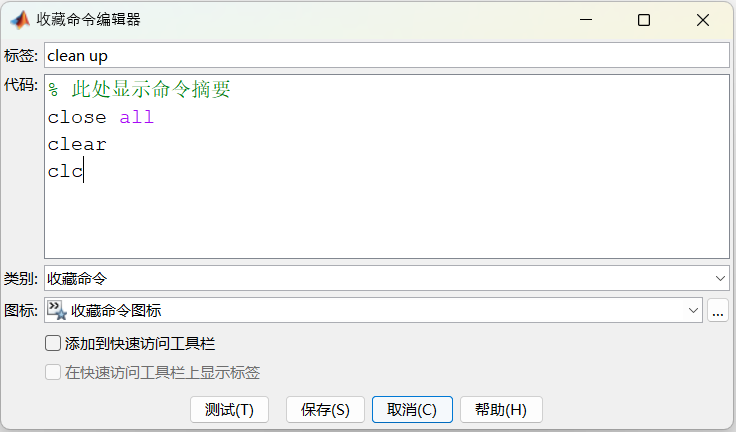 收藏命令编辑器
标签: clean up
代码: % 此处显示命令摘要
close all
clear
clc
类别: 收藏命令
图标: 收藏命令图标 ...
添加到快速访问工具栏
在快速访问工具栏上显示标签
测试(T) 保存(S) 取消(C) 帮助(H)